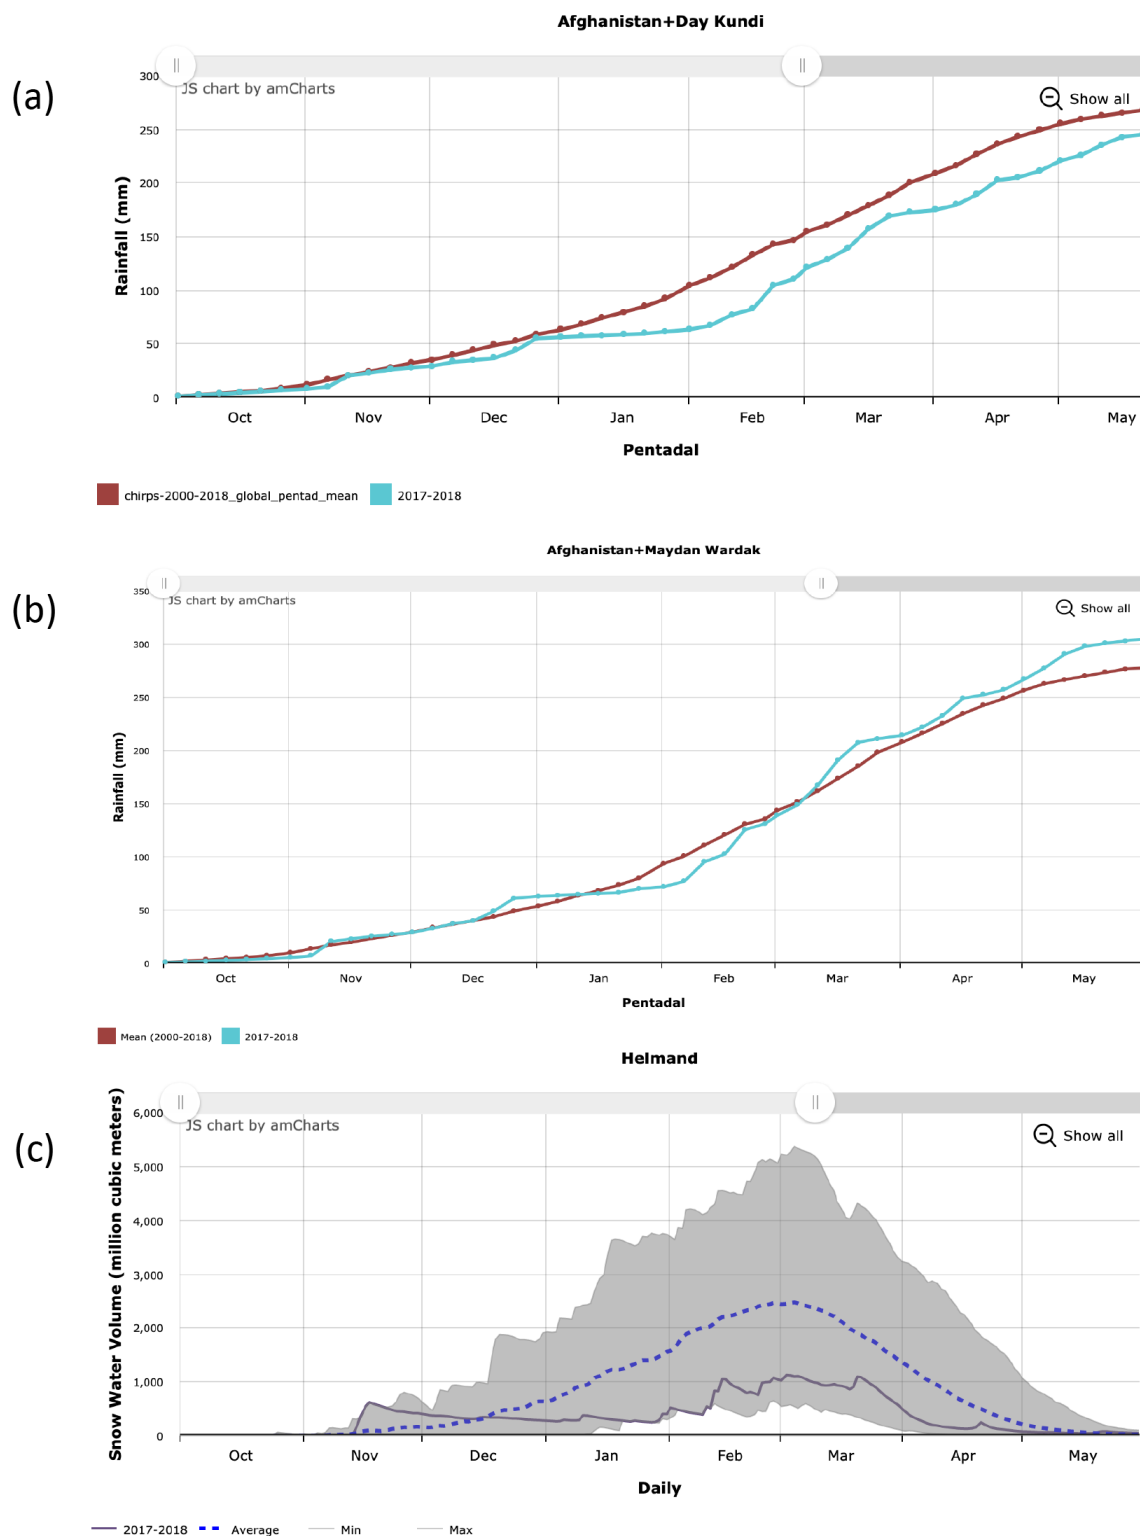 Afghanistan+Day Kundi
(a)
300
JS chart by amCharts
Show all
250
200
150
100
50
0
Rainfall (mm)
Oct Nov Dec Jan Feb Mar Apr May
Pentadal
chirps-2000-2018_global_pentad_mean 2017-2018
Afghanistan+Maydan Wardak
(b)
350
JS chart by amCharts
Show all
300
250
200
150
100
50
0
Rainfall (mm)
Oct Nov Dec Jan Feb Mar Apr May
Pentadal
Mean (2000-2018) 2017-2018
Helmand
(c)
6,000
JS chart by amCharts
Show all
5,000
4,000
3,000
2,000
1,000
0
Snow Water Volume (million cubic meters)
Oct Nov Dec Jan Feb Mar Apr May
Daily
2017-2018 Average Min Max